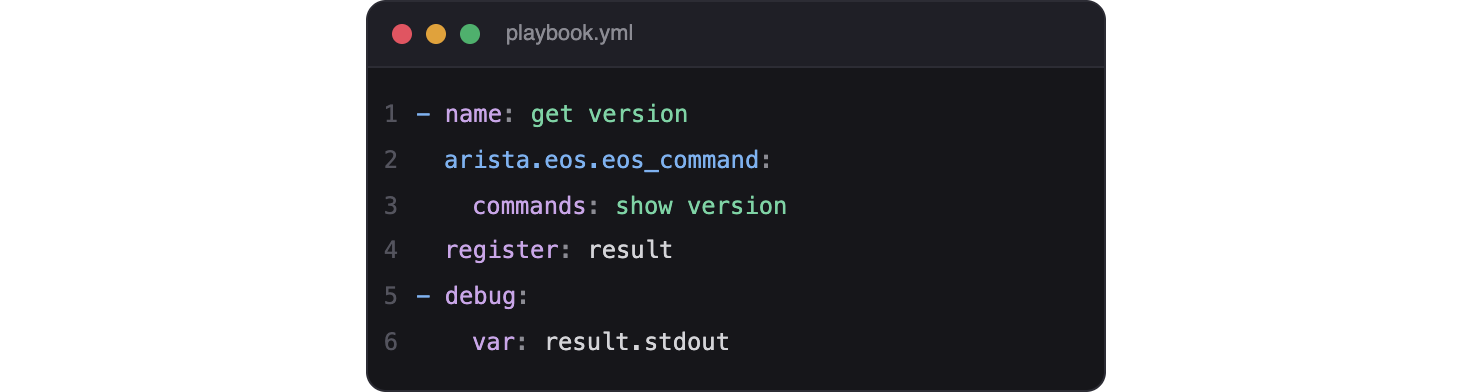 playbook.yml
1 - name: get version
2   arista.eos.eos_command:
3     commands: show version
4   register: result
5 - debug:
6     var: result.stdout